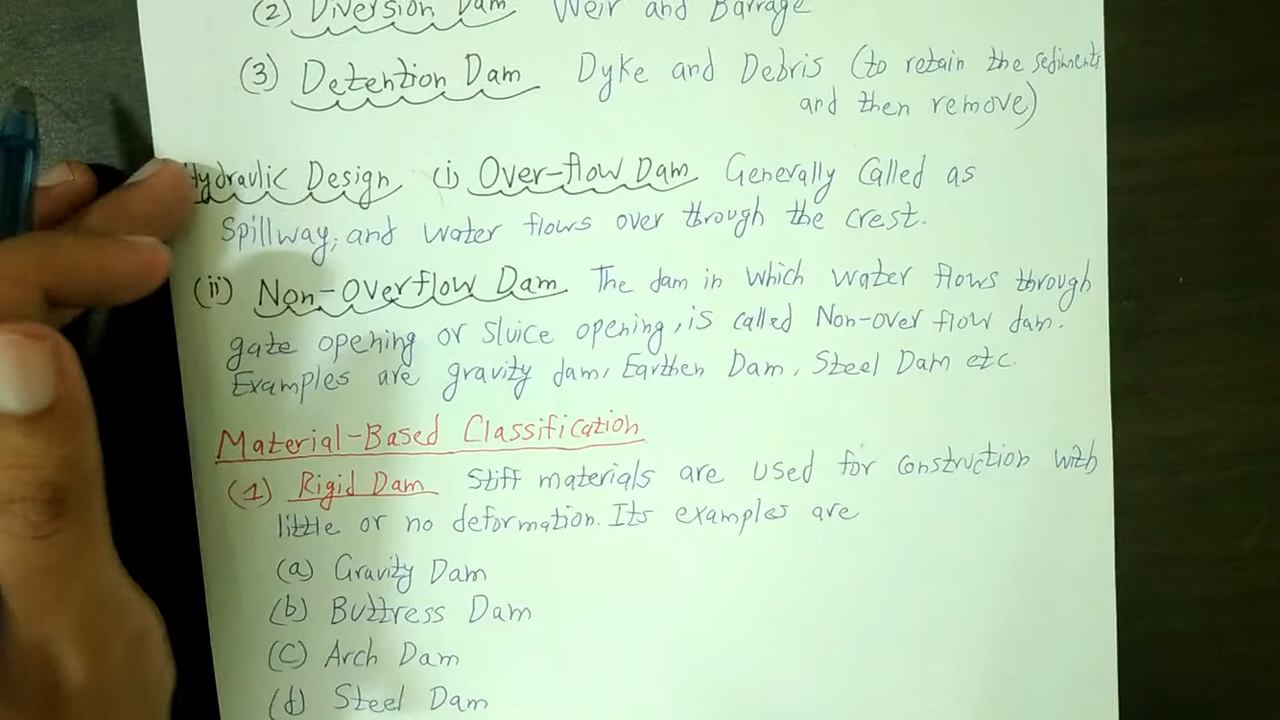 (2) Diversion Dam Weir and Barrage
(3) Detention Dam Dyke and Debris (to retain the sediments
and then remove)
Hydraulic Design (i) Over-flow Dam Generally Called as
Spillway, and water flows over through the crest.
(ii) Non-overflow Dam The dam in which water flows through
gate opening or Sluice opening, is called Non-over flow dam.
Examples are gravity dam, Earthen Dam, Steel Dam etc.
Material-Based Classification
(1) Rigid Dam Stiff materials are used for construction with
little or no deformation. Its examples are
(a) Gravity Dam
(b) Buttress Dam
(c) Arch Dam
(d) Steel Dam